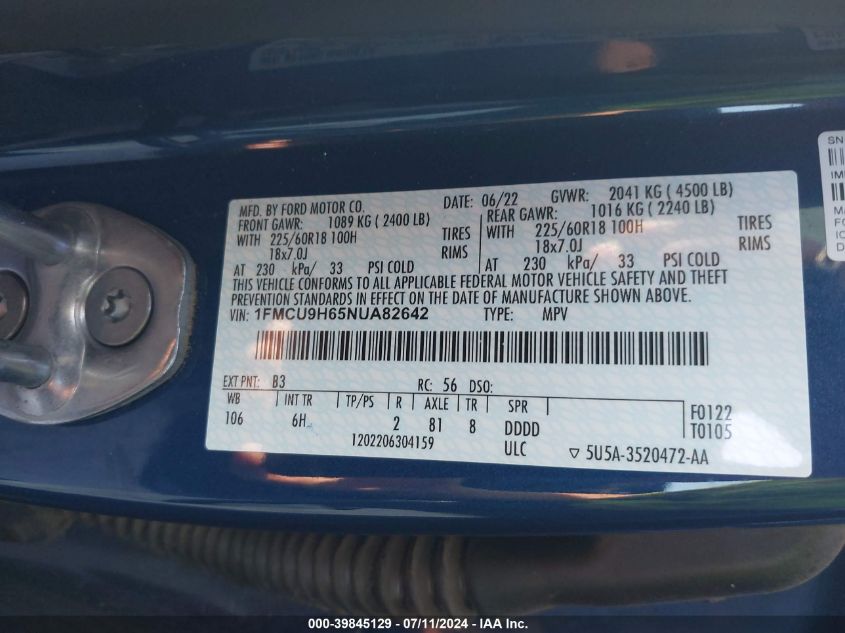 MFD. BY FORD MOTOR CO. DATE: 06/22 GVWR: 2041 KG ( 4500 LB)
FRONT GAWR: 1089 KG ( 2400 LB) REAR GAWR: 1016 KG ( 2240 LB)
WITH 225/60R18 100H TIRES WITH 225/60R18 100H TIRES
18x7.0J RIMS 18x7.0J RIMS
AT 230 kPa/ 33 PSI COLD AT 230 kPa/ 33 PSI COLD
THIS VEHICLE CONFORMS TO ALL APPLICABLE FEDERAL MOTOR VEHICLE SAFETY AND THEFT
PREVENTION STANDARDS IN EFFECT ON THE DATE OF MANUFACTURE SHOWN ABOVE.
VIN: 1FMCU9H65NUA82642 TYPE: MPV
EXT PNT: B3 RC: 56 DSO:
WB INT TR TP/PS R AXLE TR SPR
106 6H 2 81 8 DDDD
F0122
T0105
1202206304159 ULC ▽ 5U5A-3520472-AA
SN
000-39845129 - 07/11/2024 - IAA Inc.